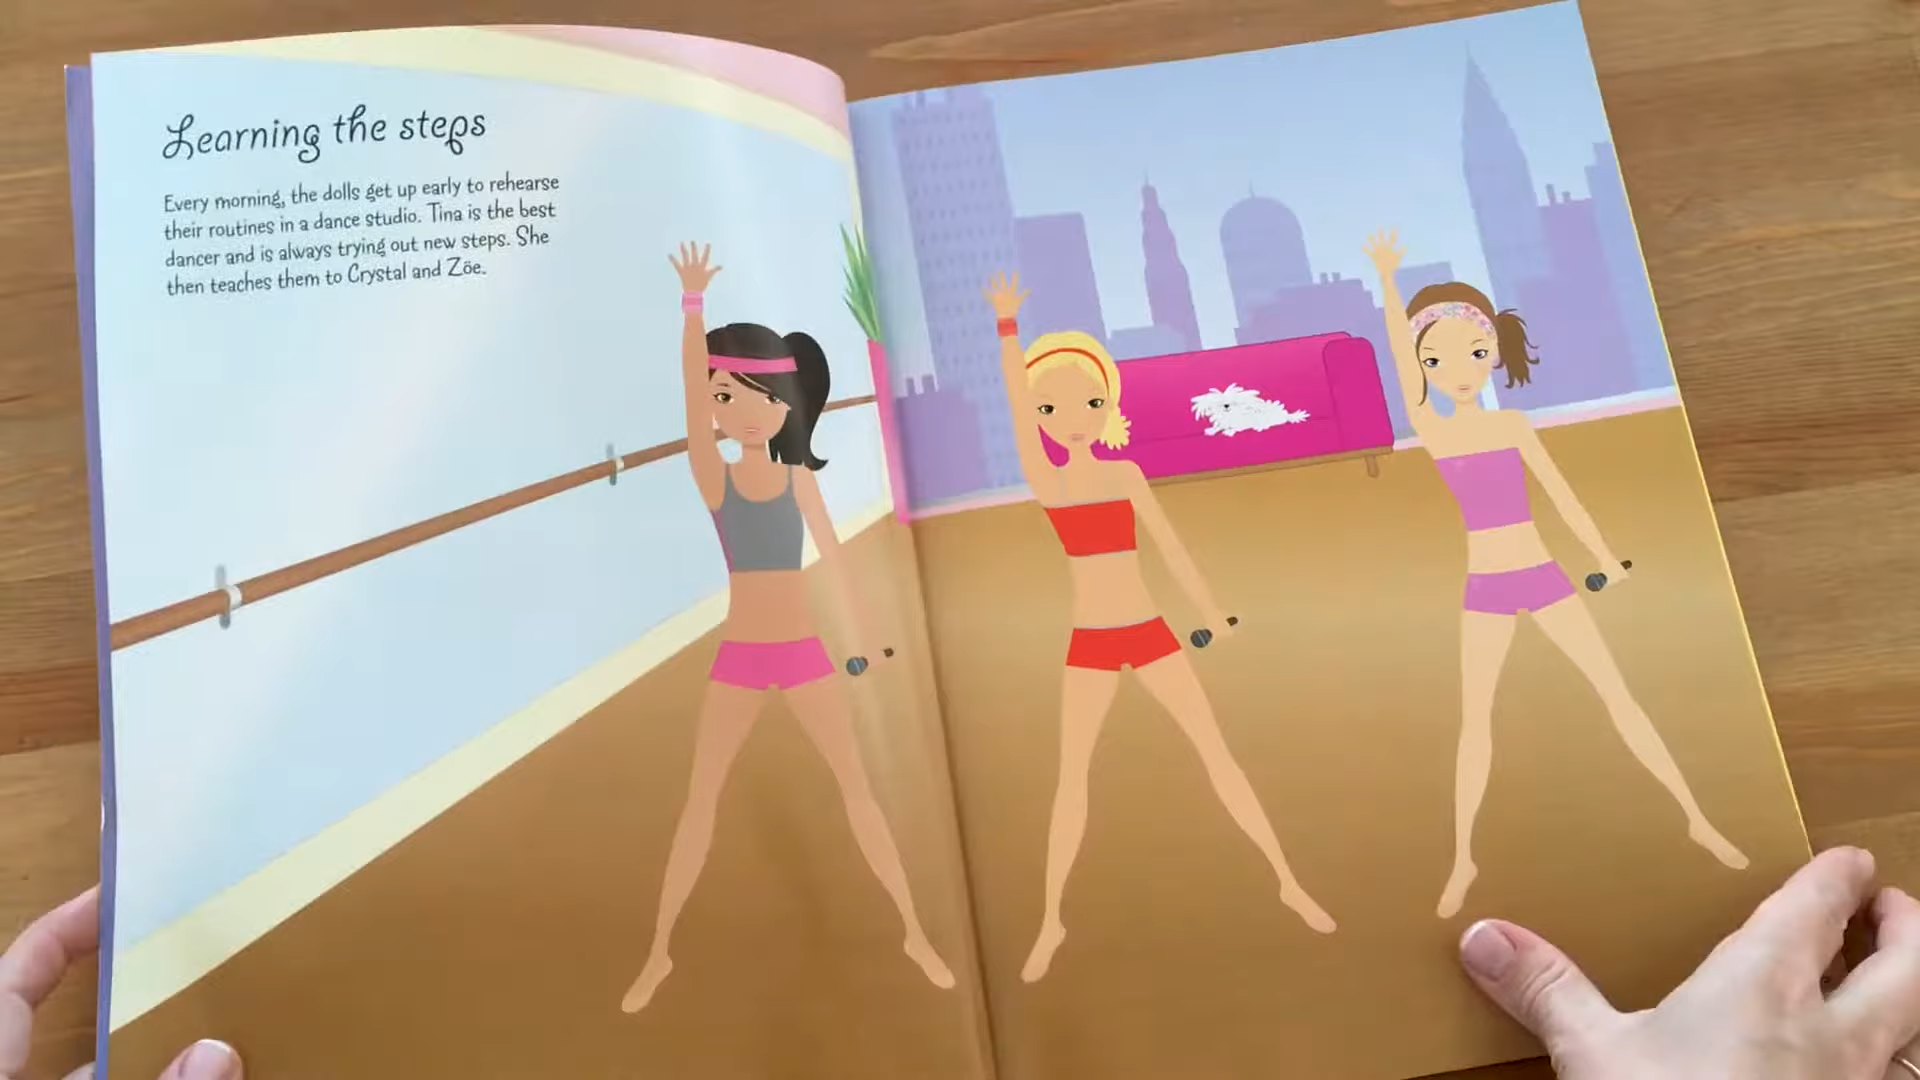 Learning the steps
Every morning, the dolls get up early to rehearse
their routines in a dance studio. Tina is the best
dancer and is always trying out new steps. She
then teaches them to Crystal and Zöe.